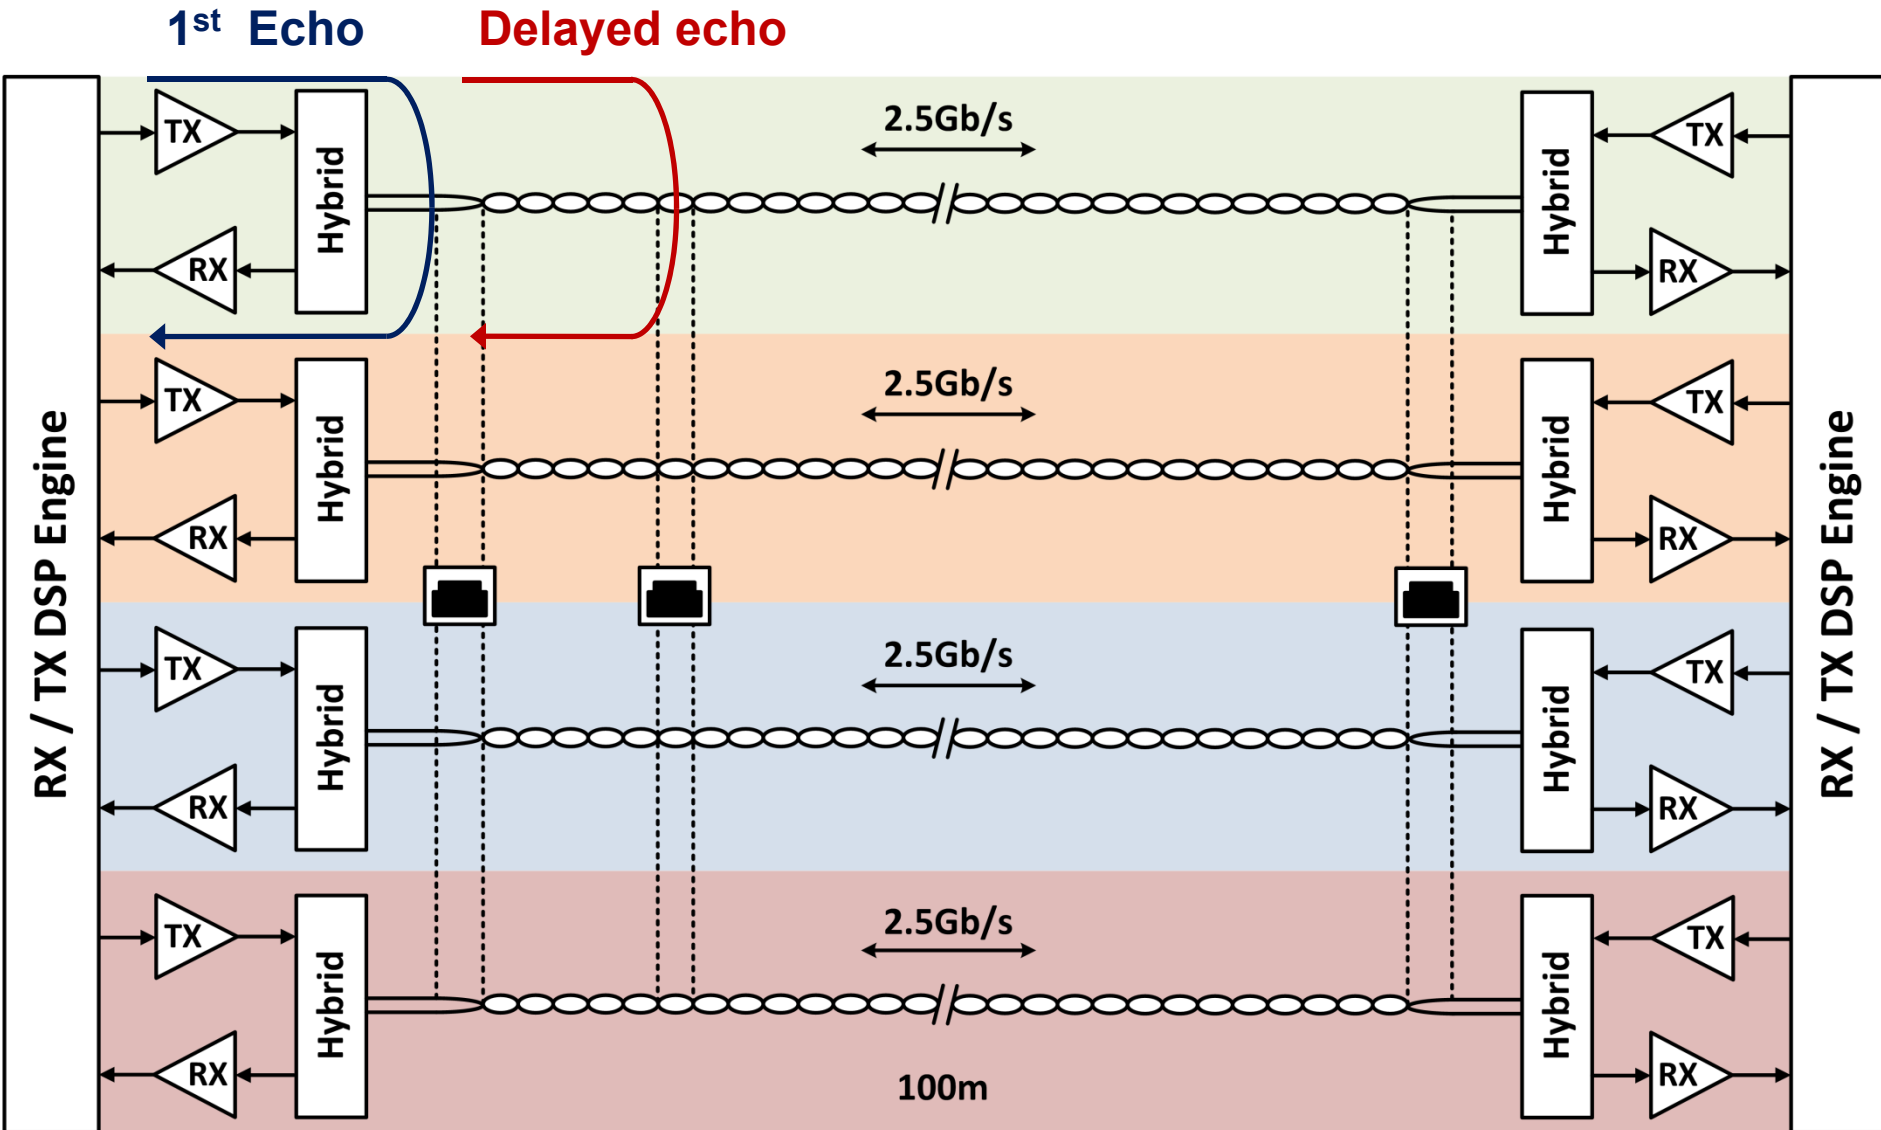 1st Echo
Delayed echo
RX / TX DSP Engine
TX
RX
Hybrid
2.5Gb/s
Hybrid
TX
RX
TX
RX
Hybrid
2.5Gb/s
Hybrid
TX
RX
TX
RX
Hybrid
2.5Gb/s
Hybrid
TX
RX
TX
RX
Hybrid
2.5Gb/s
100m
Hybrid
TX
RX
RX / TX DSP Engine